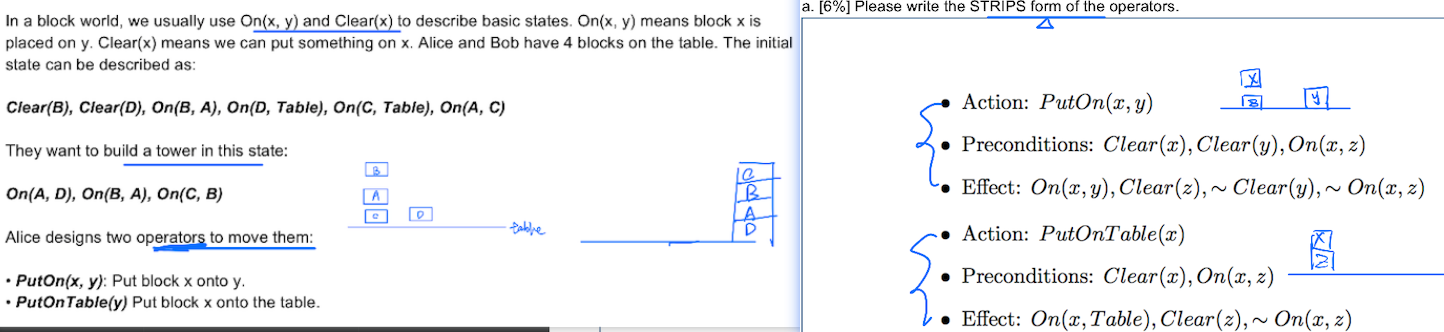 In a block world, we usually use On(x, y) and Clear(x) to describe basic states. On(x, y) means block x is
placed on y. Clear(x) means we can put something on x. Alice and Bob have 4 blocks on the table. The initial
state can be described as:
Clear(B), Clear(D), On(B, A), On(D, Table), On(C, Table), On(A, C)
They want to build a tower in this state:
On(A, D), On(B, A), On(C, B)
Alice designs two operators to move them:
• PutOn(x, y): Put block x onto y.
• PutOnTable(y) Put block x onto the table.
B
A
C
D
table
C
B
A
D
a. [6%] Please write the STRIPS form of the operators.
• Action: PutOn(x, y)
• Preconditions: Clear(x), Clear(y), On(x, z)
• Effect: On(x, y), Clear(z), ~ Clear(y), ~ On(x, z)
• Action: PutOnTable(x)
• Preconditions: Clear(x), On(x, z)
• Effect: On(x, Table), Clear(z), ~ On(x, z)
X
y
X
Z